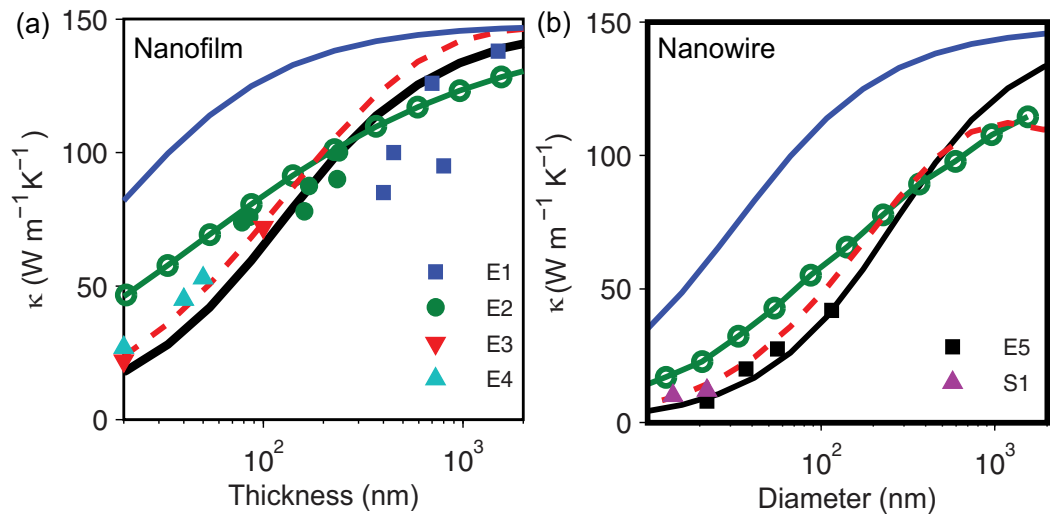 (a)
Nanofilm
κ (W m⁻¹ K⁻¹)
150
100
50
0
10²
10³
Thickness (nm)
E1
E2
E3
E4
(b)
Nanowire
κ (W m⁻¹ K⁻¹)
150
100
50
0
10²
10³
Diameter (nm)
E5
S1